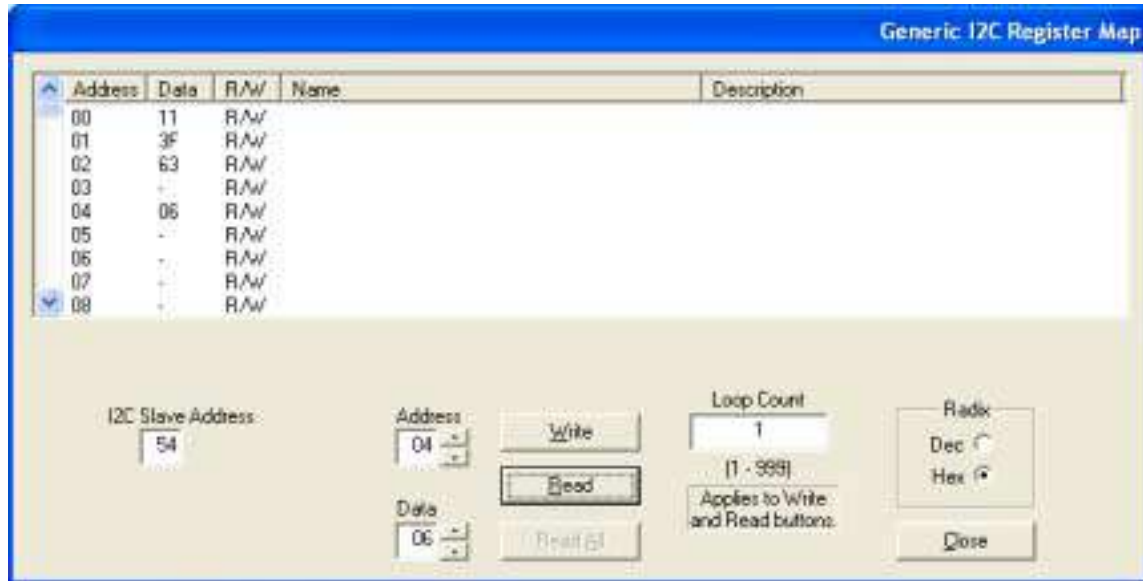 Generic I2C Register Map
Address Data R/W Name Description
00 11 R/W
01 3F R/W
02 63 R/W
03 - R/W
04 06 R/W
05 - R/W
06 - R/W
07 - R/W
08 - R/W
I2C Slave Address
54
Address
04
Write
Read
Data
06
Read All
Loop Count
1
(1 - 999)
Applies to Write
and Read buttons.
Radix
Dec
Hex
Close